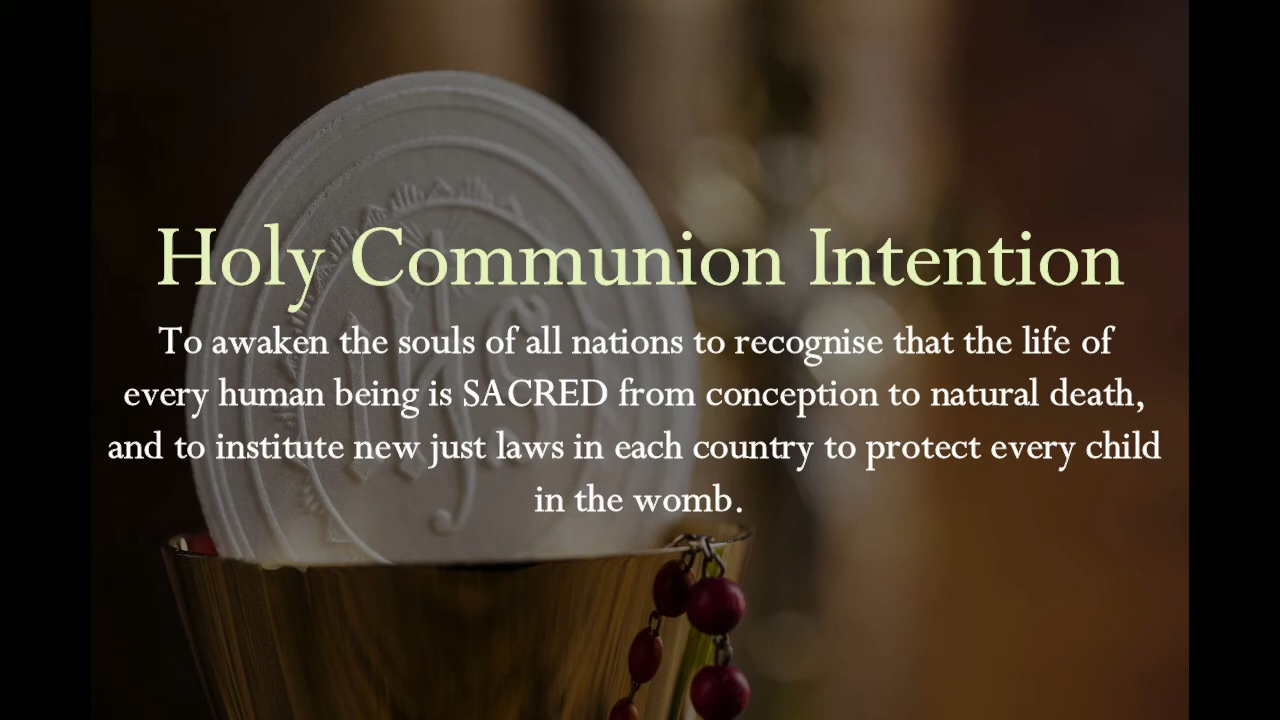 Holy Communion Intention
To awaken the souls of all nations to recognise that the life of
every human being is SACRED from conception to natural death,
and to institute new just laws in each country to protect every child
in the womb.